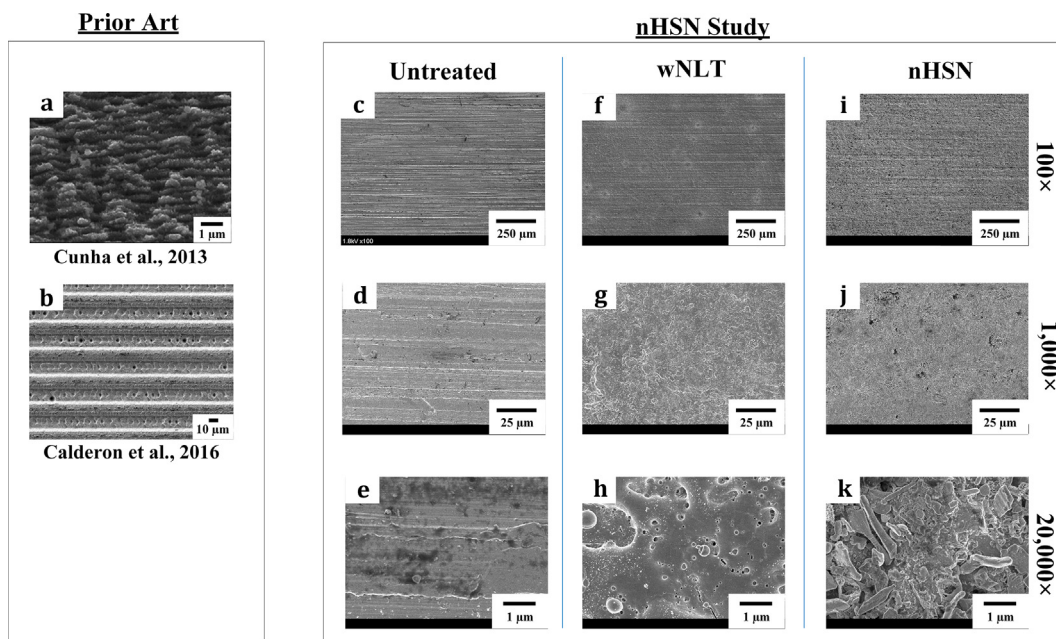 Prior Art
nHSN Study
Untreated
wNLT
nHSN
a
1 μm
Cunha et al., 2013
b
10 μm
Calderon et al., 2016
c
1.8kV x100
250 μm
f
250 μm
i
250 μm
100×
d
25 μm
g
25 μm
j
25 μm
1,000×
e
1 μm
h
1 μm
k
1 μm
20,000×